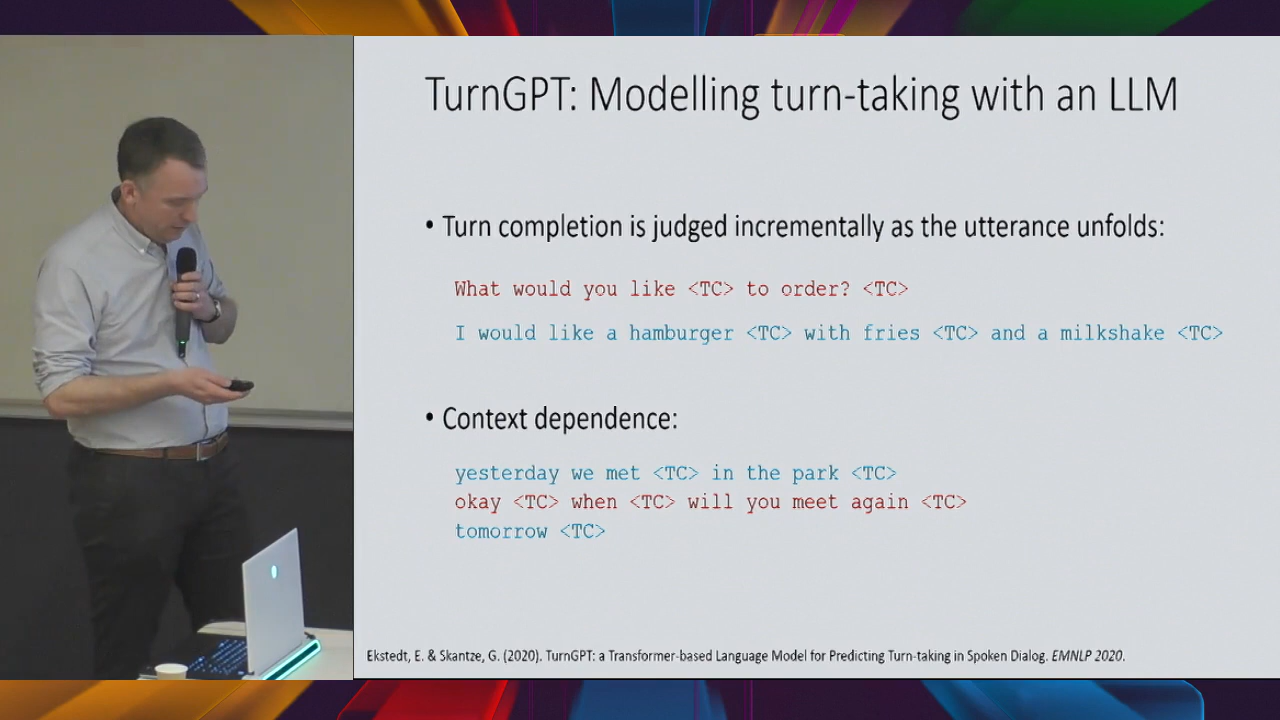 TurnGPT: Modelling turn-taking with an LLM
• Turn completion is judged incrementally as the utterance unfolds:
What would you like <TC> to order? <TC>
I would like a hamburger <TC> with fries <TC> and a milkshake <TC>
• Context dependence:
yesterday we met <TC> in the park <TC>
okay <TC> when <TC> will you meet again <TC>
tomorrow <TC>
Ekstedt, E. & Skantze, G. (2020). TurnGPT: a Transformer-based Language Model for Predicting Turn-taking in Spoken Dialog. EMNLP 2020.